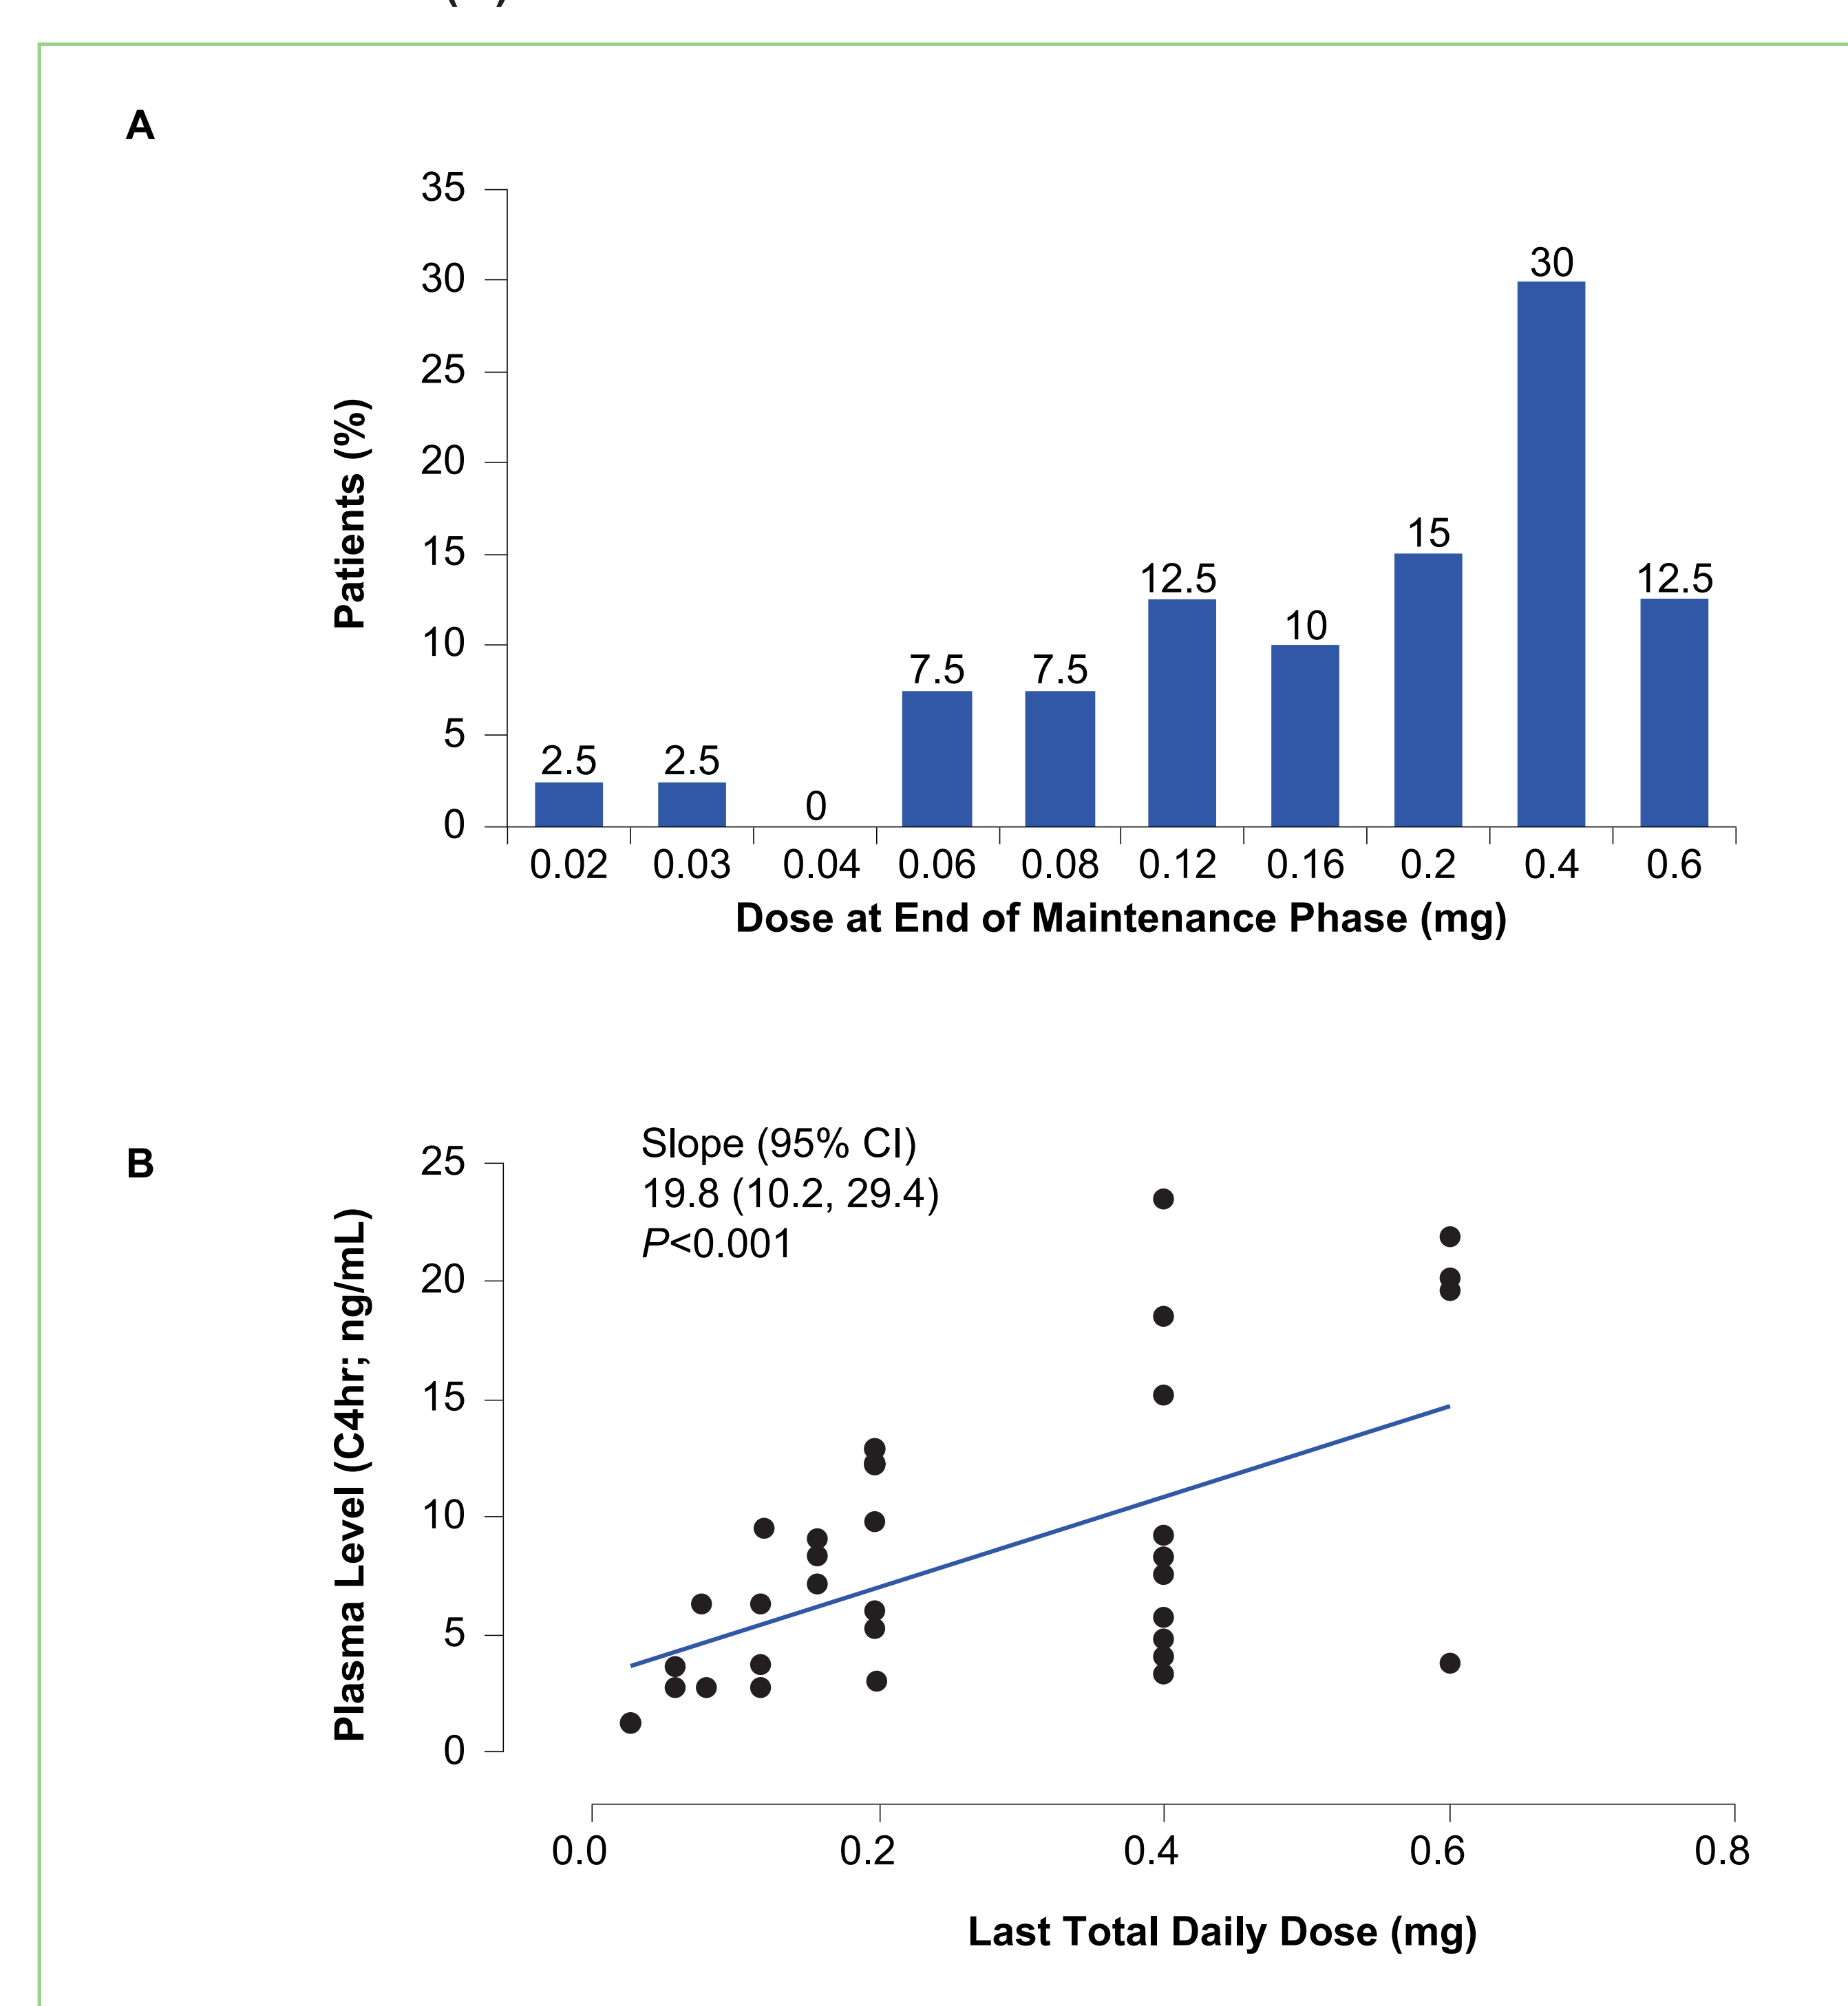 A
35
30
25
20
15
10
5
0
Patients (%)
2.5
2.5
0
7.5
7.5
12.5
10
15
30
12.5
0.02 0.03 0.04 0.06 0.08 0.12 0.16 0.2 0.4 0.6
Dose at End of Maintenance Phase (mg)
B
Slope (95% CI)
19.8 (10.2, 29.4)
P<0.001
25
20
15
10
5
0
Plasma Level (C4hr; ng/mL)
0.0 0.2 0.4 0.6 0.8
Last Total Daily Dose (mg)